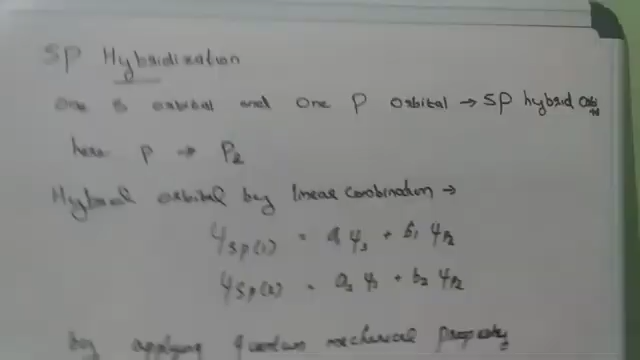 SP Hybridization
one s orbital and one P orbital → SP hybrid orbitals
here P → Pz
Hybrid orbital by linear combination →
ψsp(1) = a1 ψs + b1 ψPz
ψsp(2) = a2 ψs + b2 ψPz
by applying quantum mechanical property